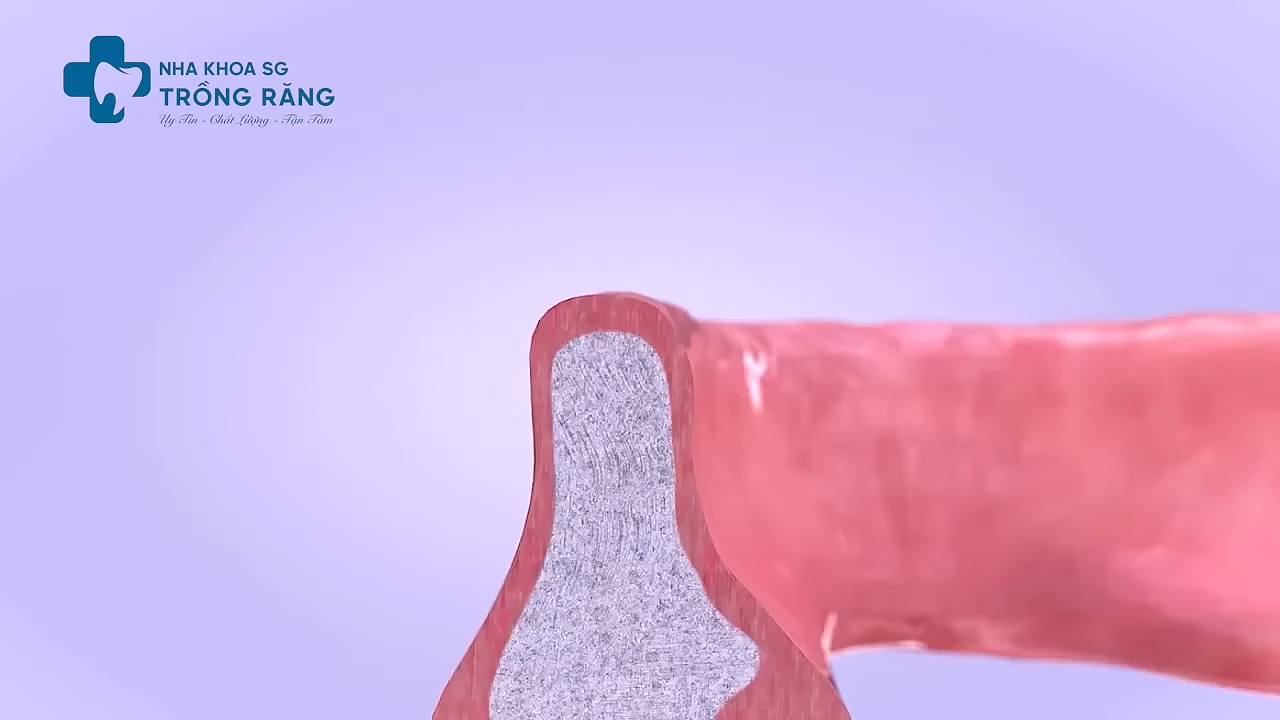 NHA KHOA SG
TRỒNG RĂNG
Uy Tín - Chất Lượng - Tận Tâm